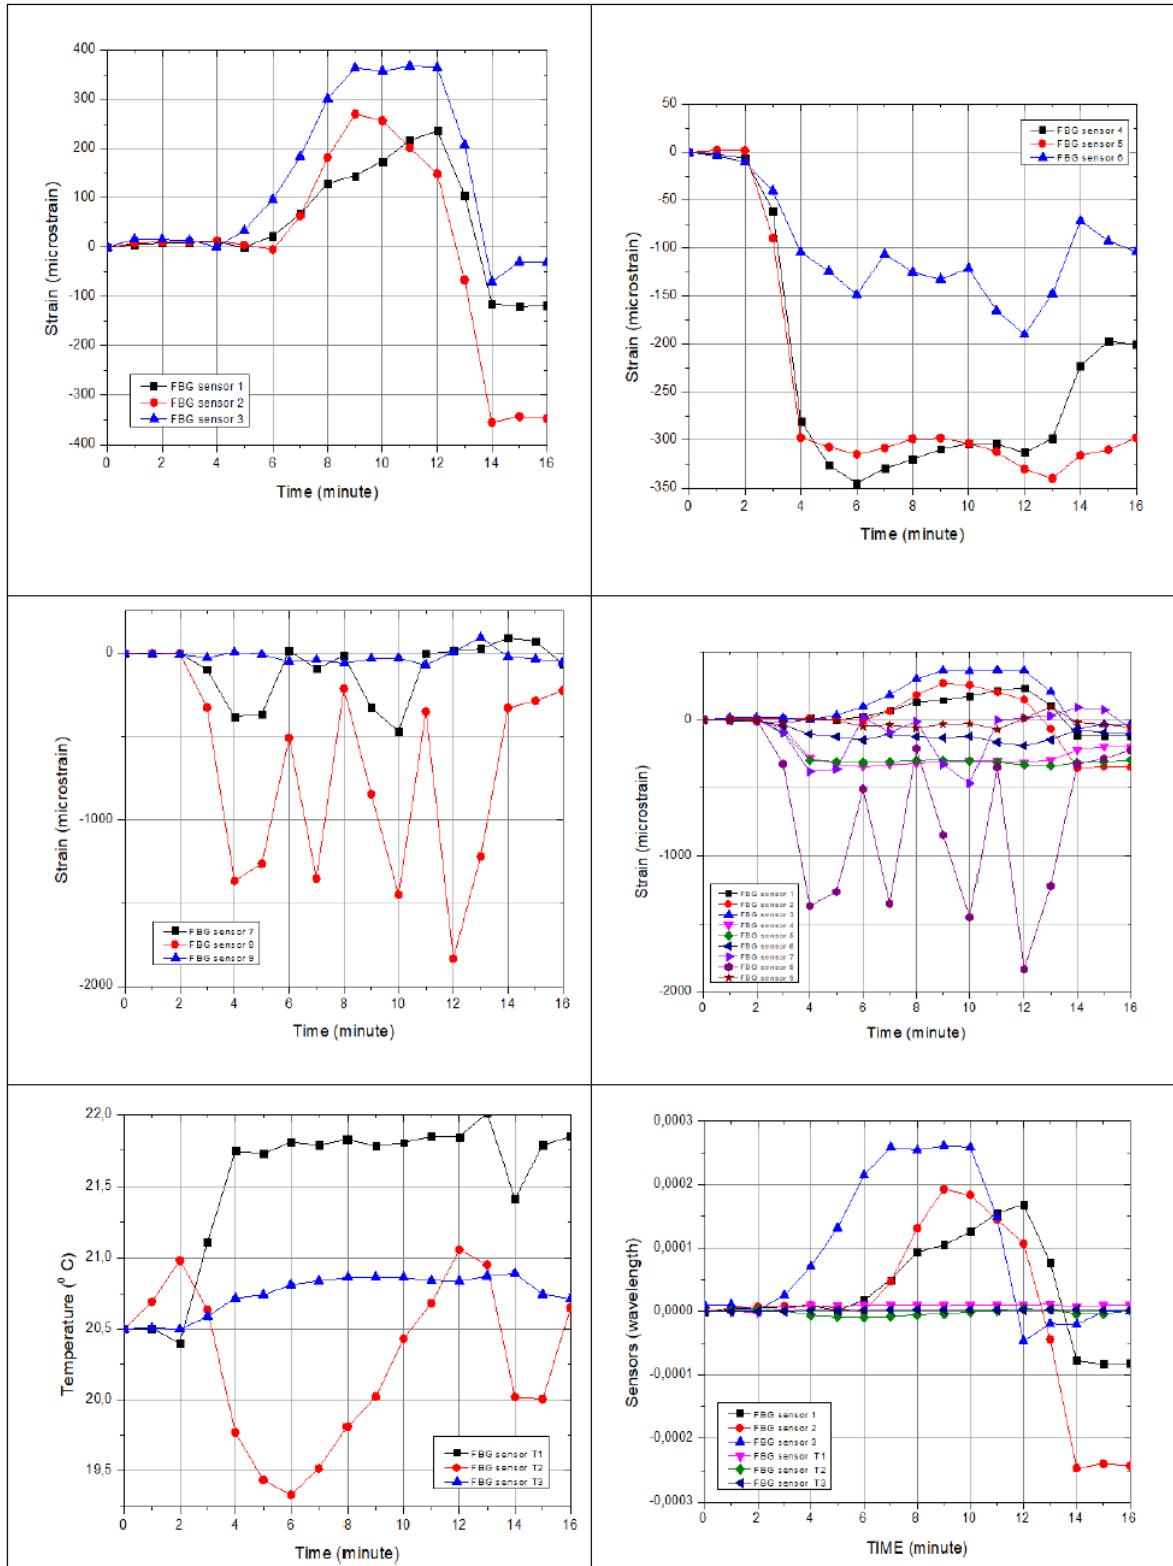 400
300
200
100
0
-100
-200
-300
-400
Strain (microstrain)
FBG sensor 1
FBG sensor 2
FBG sensor 3
0 2 4 6 8 10 12 14 16
Time (minute)
50
0
-50
-100
-150
-200
-250
-300
-350
Strain (microstrain)
FBG sensor 4
FBG sensor 5
FBG sensor 6
0 2 4 6 8 10 12 14 16
Time (minute)
0
-1000
-2000
Strain (microstrain)
FBG sensor 7
FBG sensor 8
FBG sensor 9
0 2 4 6 8 10 12 14 16
Time (minute)
0
-1000
-2000
Strain (microstrain)
FBG sensor 1
FBG sensor 2
FBG sensor 3
FBG sensor 4
FBG sensor 5
FBG sensor 6
FBG sensor 7
FBG sensor 8
FBG sensor 9
0 2 4 6 8 10 12 14 16
Time (minute)
22,0
21,5
21,0
20,5
20,0
19,5
Temperature (⁰ C)
FBG sensor T1
FBG sensor T2
FBG sensor T3
0 2 4 6 8 10 12 14 16
Time (minute)
0,0003
0,0002
0,0001
0,0000
-0,0001
-0,0002
-0,0003
Sensors (wavelength)
FBG sensor 1
FBG sensor 2
FBG sensor 3
FBG sensor T1
FBG sensor T2
FBG sensor T3
0 2 4 6 8 10 12 14 16
TIME (minute)